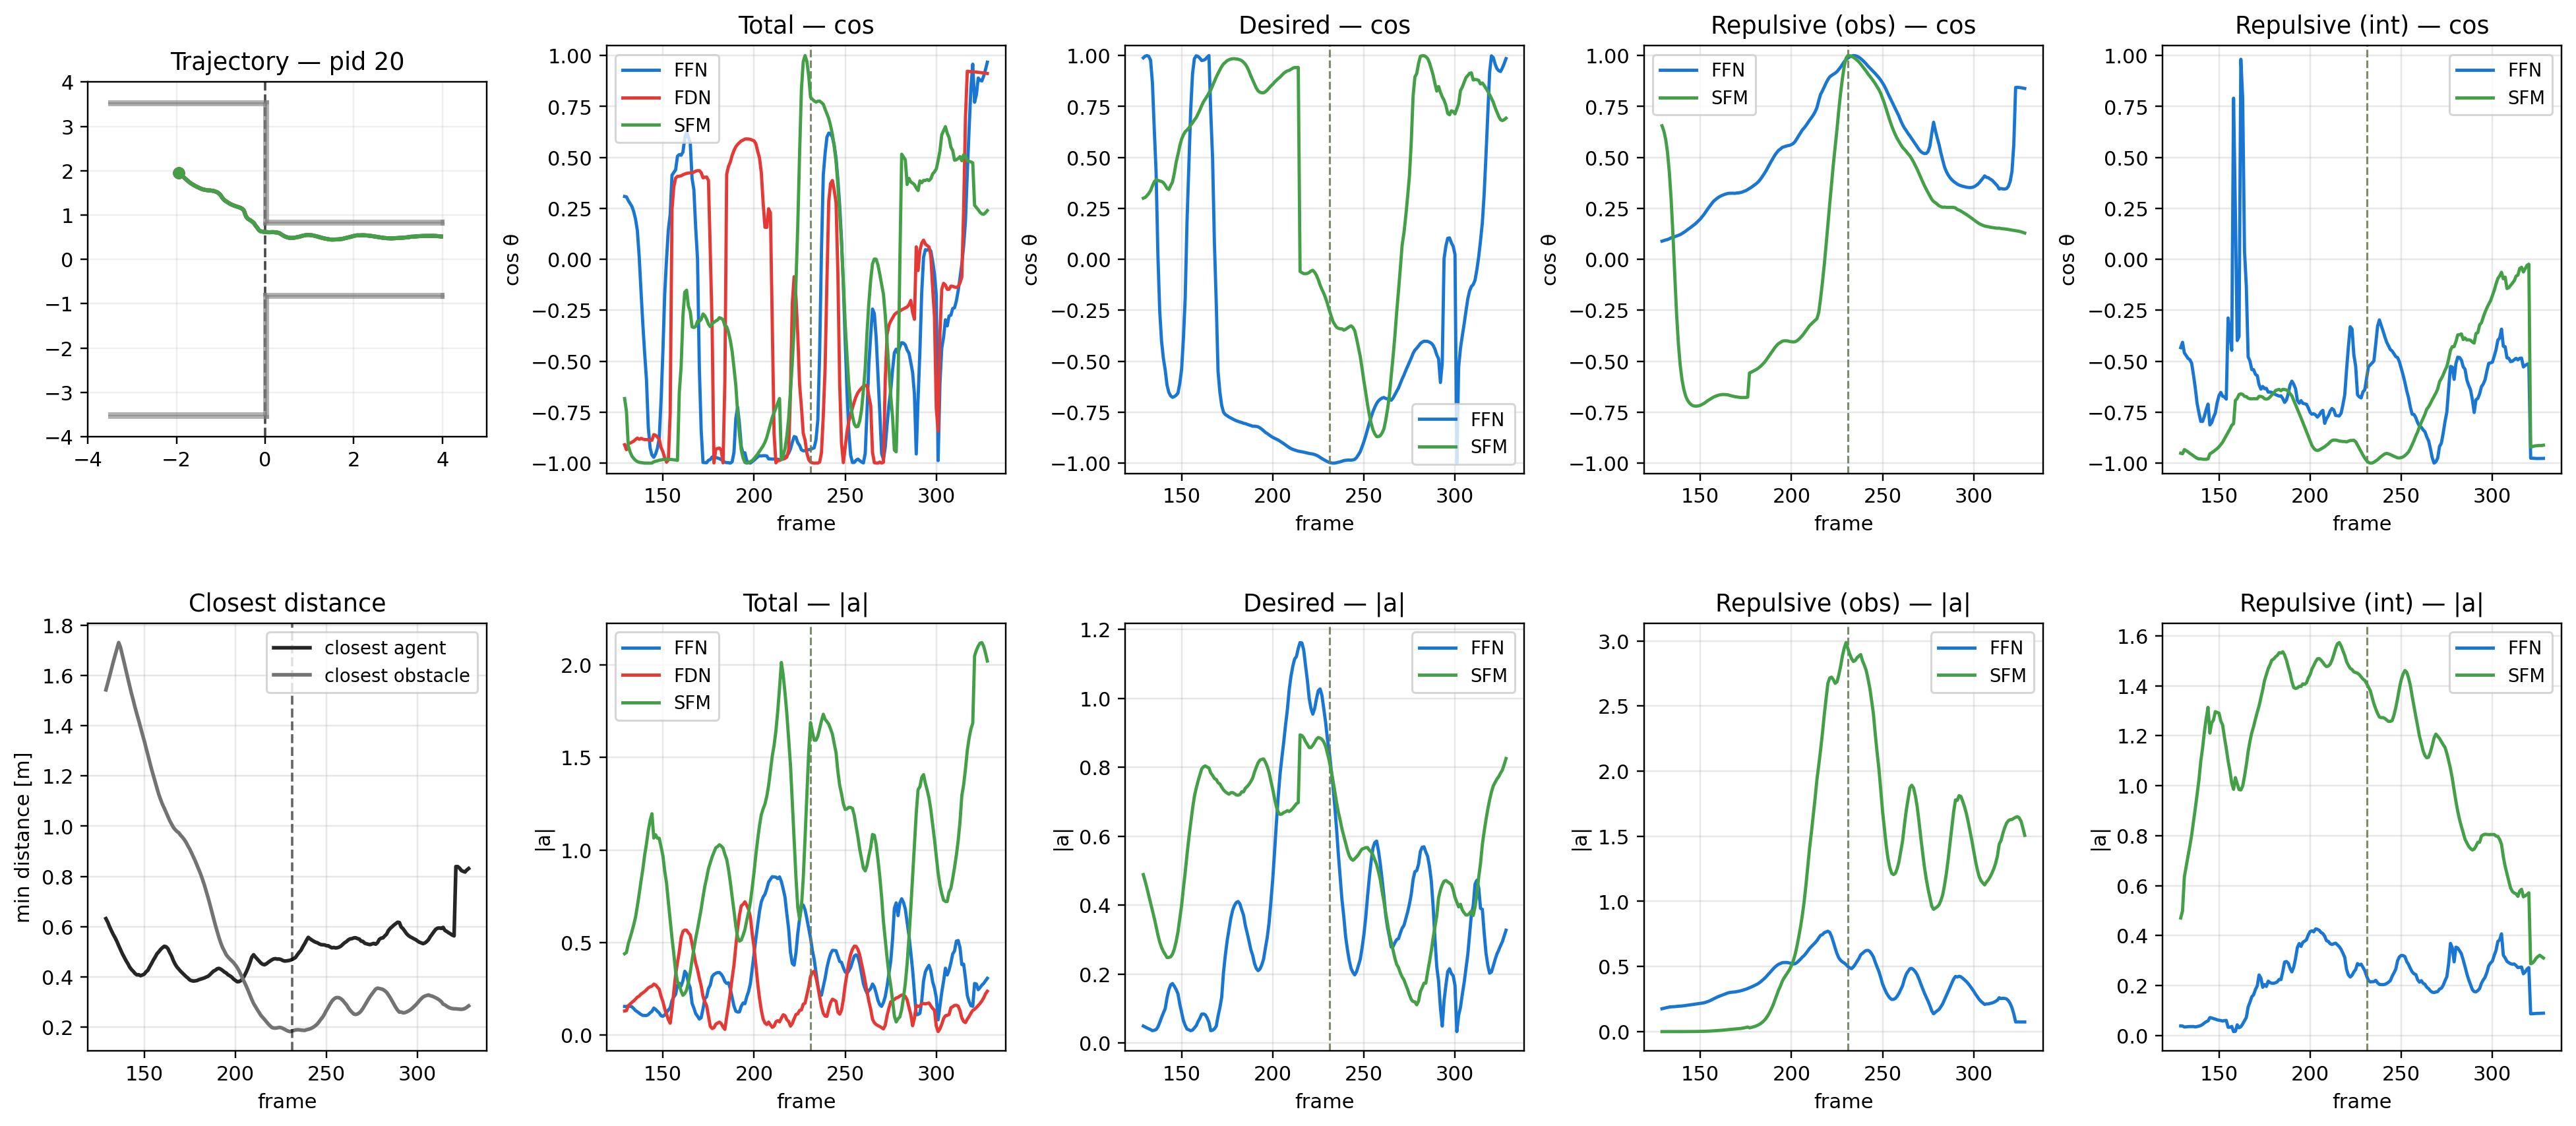 Trajectory — pid 20
4
3
2
1
0
−1
−2
−3
−4
−4 −2 0 2 4
Total — cos
FFN
FDN
SFM
cos θ
1.00
0.75
0.50
0.25
0.00
−0.25
−0.50
−0.75
−1.00
150 200 250 300
frame
Desired — cos
FFN
SFM
cos θ
1.00
0.75
0.50
0.25
0.00
−0.25
−0.50
−0.75
−1.00
150 200 250 300
frame
Repulsive (obs) — cos
FFN
SFM
cos θ
1.00
0.75
0.50
0.25
0.00
−0.25
−0.50
−0.75
−1.00
150 200 250 300
frame
Repulsive (int) — cos
FFN
SFM
cos θ
1.00
0.75
0.50
0.25
0.00
−0.25
−0.50
−0.75
−1.00
150 200 250 300
frame
Closest distance
closest agent
closest obstacle
min distance [m]
1.8
1.6
1.4
1.2
1.0
0.8
0.6
0.4
0.2
150 200 250 300
frame
Total — |a|
FFN
FDN
SFM
|a|
2.0
1.5
1.0
0.5
0.0
150 200 250 300
frame
Desired — |a|
FFN
SFM
|a|
1.2
1.0
0.8
0.6
0.4
0.2
0.0
150 200 250 300
frame
Repulsive (obs) — |a|
FFN
SFM
|a|
3.0
2.5
2.0
1.5
1.0
0.5
0.0
150 200 250 300
frame
Repulsive (int) — |a|
FFN
SFM
|a|
1.6
1.4
1.2
1.0
0.8
0.6
0.4
0.2
0.0
150 200 250 300
frame